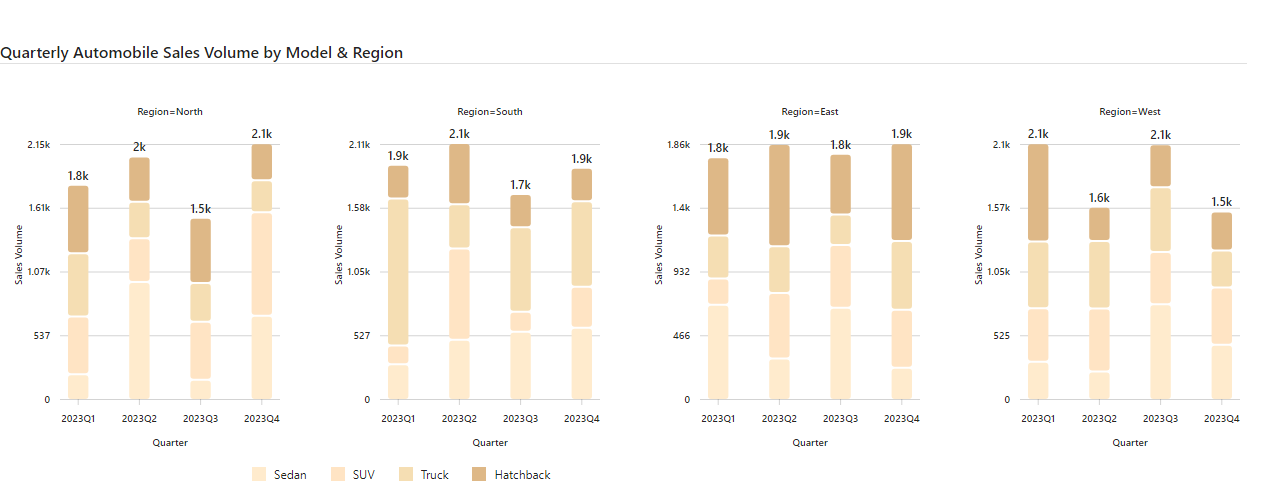 Quarterly Automobile Sales Volume by Model & Region
Region=North
2.15k
1.61k
1.07k
537
0
Sales Volume
1.8k
2k
1.5k
2.1k
2023Q1
2023Q2
2023Q3
2023Q4
Quarter
Region=South
2.11k
1.58k
1.05k
527
0
Sales Volume
1.9k
2.1k
1.7k
1.9k
2023Q1
2023Q2
2023Q3
2023Q4
Quarter
Region=East
1.86k
1.4k
932
466
0
Sales Volume
1.8k
1.9k
1.8k
1.9k
2023Q1
2023Q2
2023Q3
2023Q4
Quarter
Region=West
2.1k
1.57k
1.05k
525
0
Sales Volume
2.1k
1.6k
2.1k
1.5k
2023Q1
2023Q2
2023Q3
2023Q4
Quarter
Sedan
SUV
Truck
Hatchback